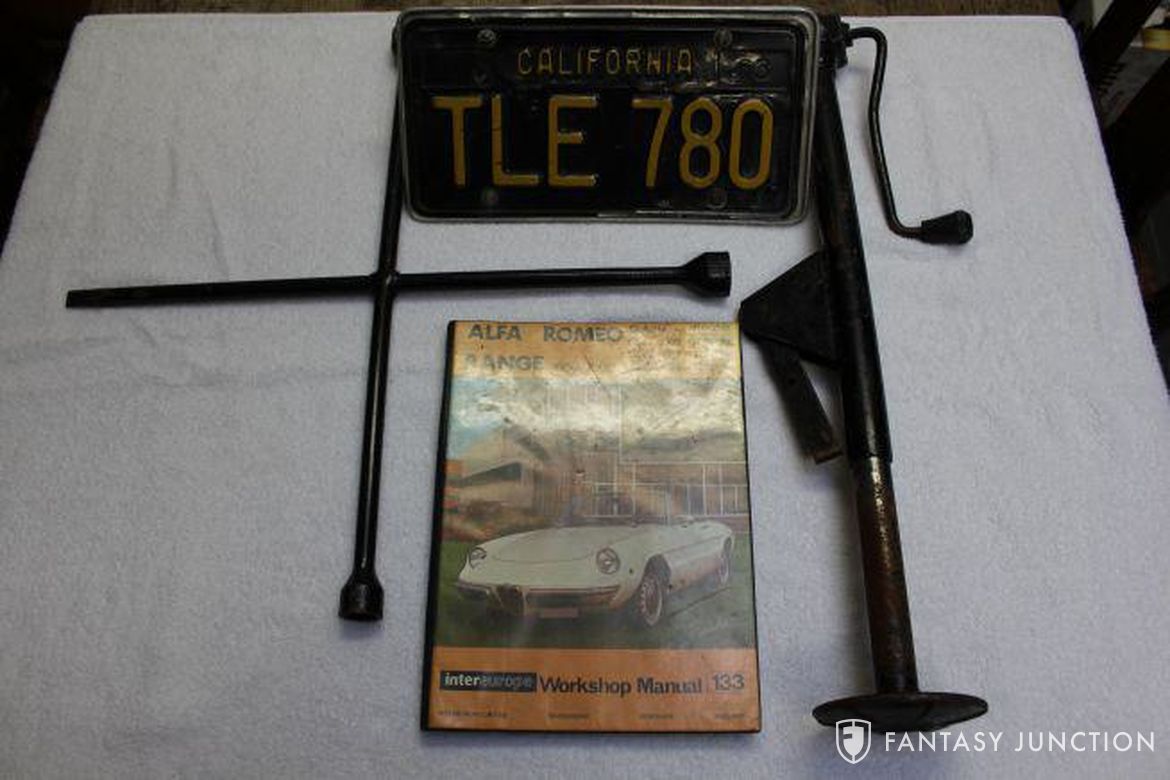 CALIFORNIA
TLE 780
ALFA ROMEO
RANGE
intereurope Workshop Manual 133
FANTASY JUNCTION